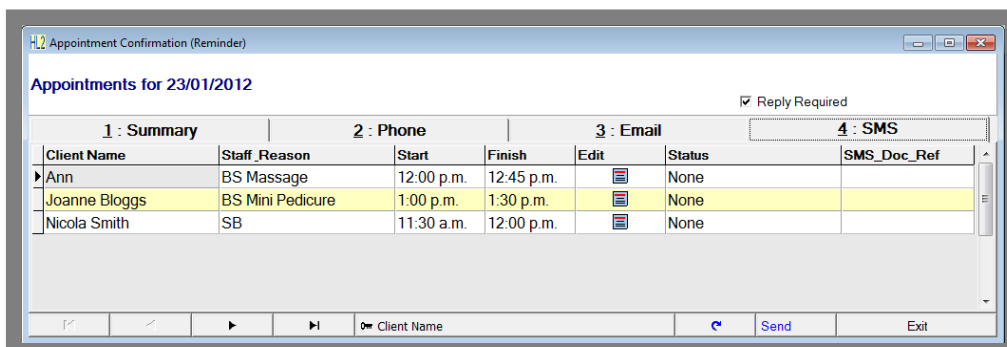 HL2 Appointment Confirmation (Reminder)
Appointments for 23/01/2012
Reply Required
1 : Summary 2 : Phone 3 : Email 4 : SMS
Client Name Staff_Reason Start Finish Edit Status SMS_Doc_Ref
Ann BS Massage 12:00 p.m. 12:45 p.m. None
Joanne Bloggs BS Mini Pedicure 1:00 p.m. 1:30 p.m. None
Nicola Smith SB 11:30 a.m. 12:00 p.m. None
Client Name Send Exit